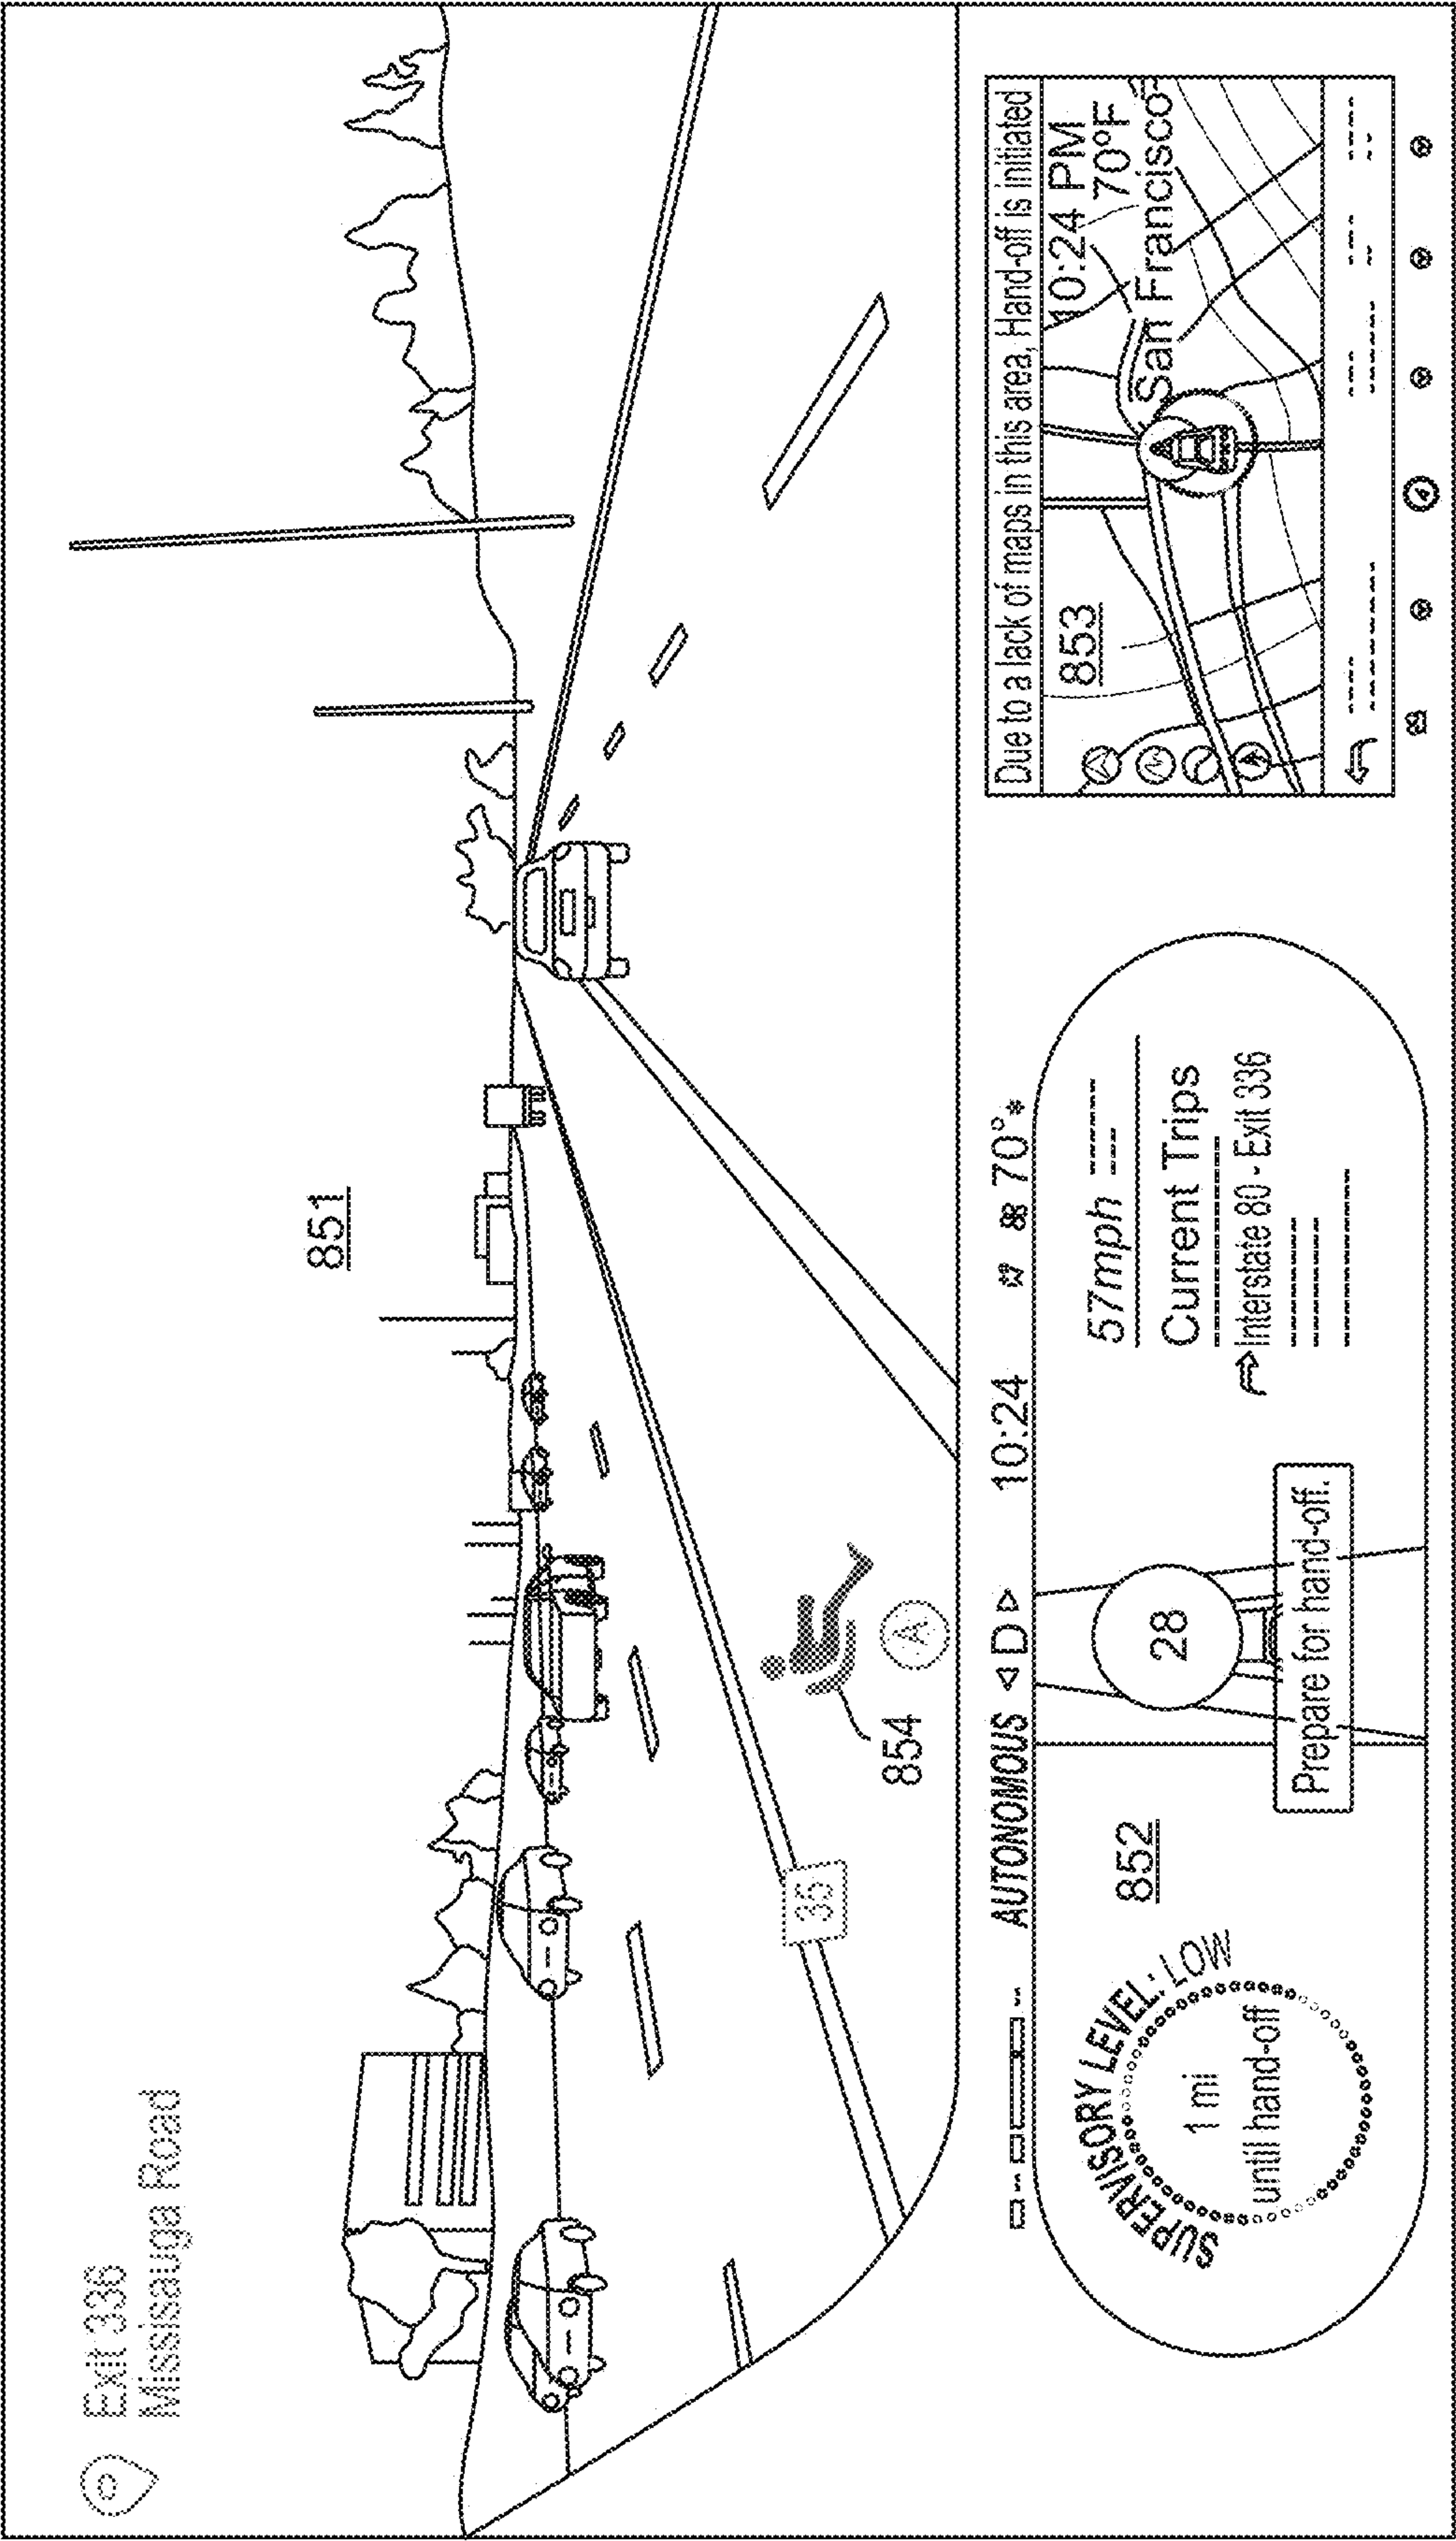 Exit 336
Missisauga Road
851
35
854
A
AUTONOMOUS
D
10:24
70°
SUPERVISORY LEVEL: LOW
1 mi
until hand-off
852
28
Prepare for hand-off.
57mph
Current Trips
Interstate 80 - Exit 336
Due to a lack of maps in this area, Hand-off is initiated
853
10:24 PM
70°F
San Francisco-